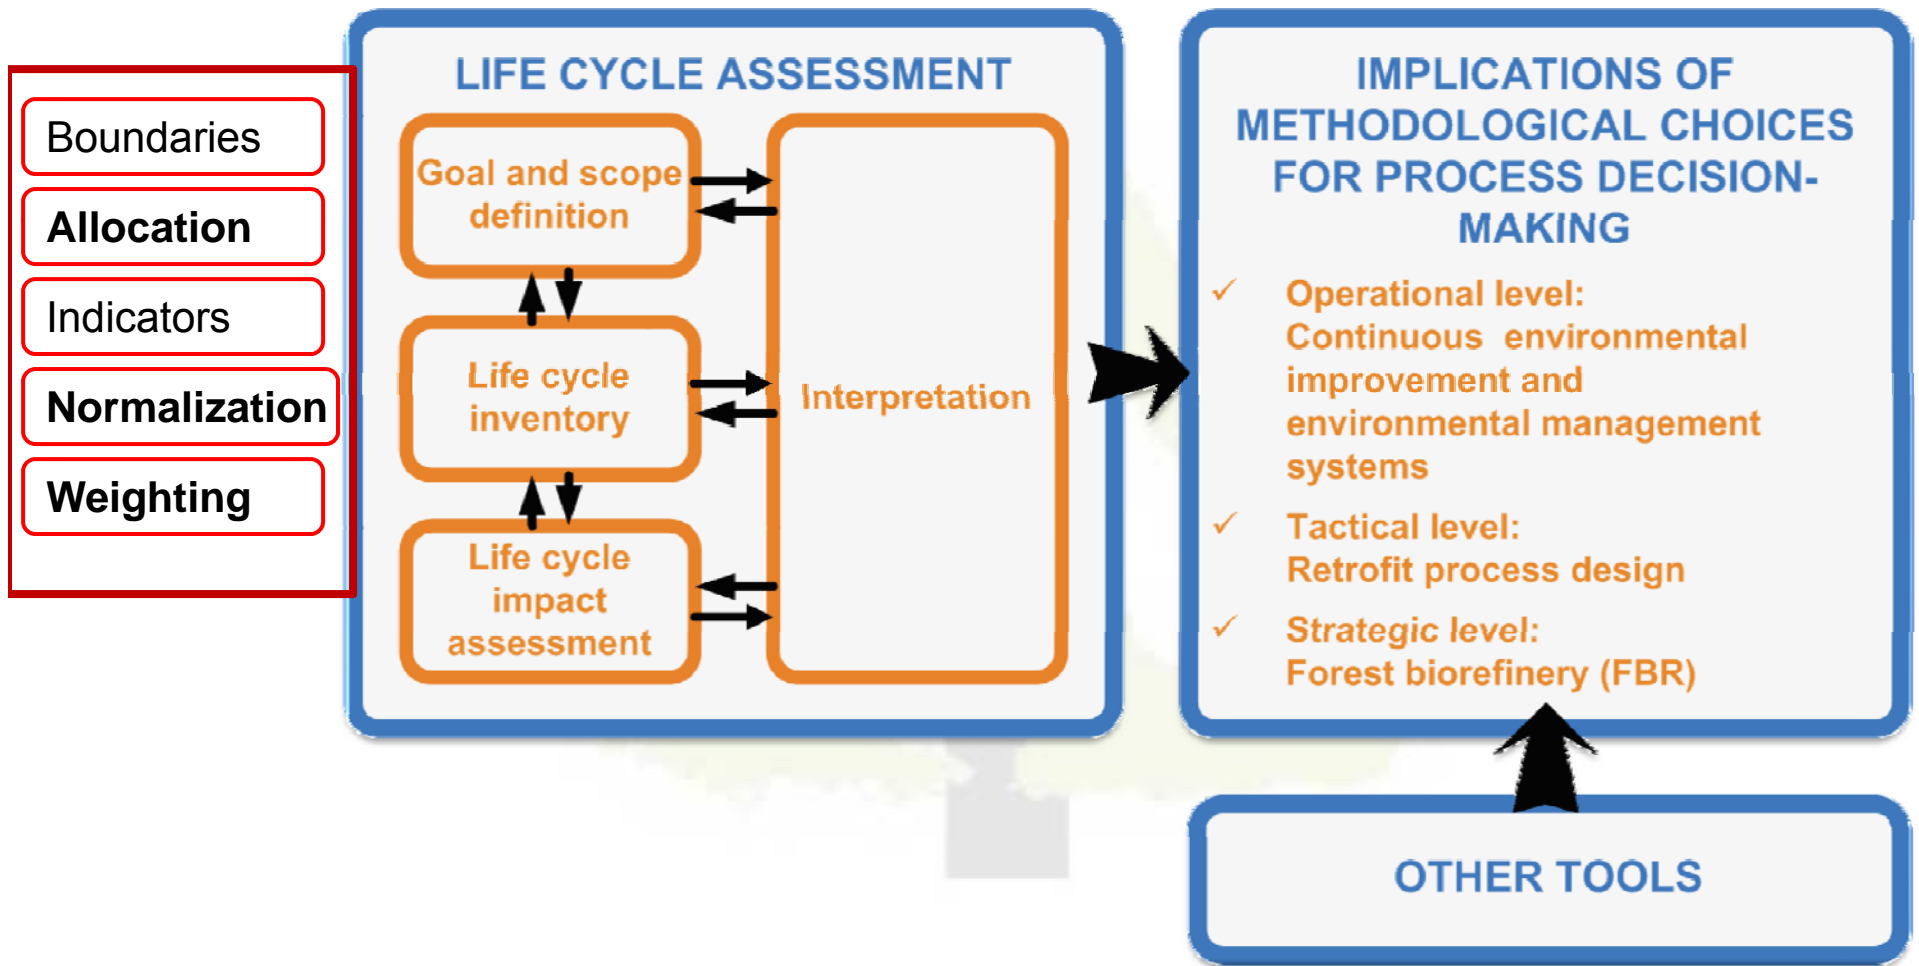 Boundaries
Allocation
Indicators
Normalization
Weighting
LIFE CYCLE ASSESSMENT
Goal and scope
definition
Life cycle
inventory
Life cycle
impact
assessment
Interpretation
IMPLICATIONS OF
METHODOLOGICAL CHOICES
FOR PROCESS DECISION-
MAKING
✓ Operational level:
Continuous environmental
improvement and
environmental management
systems
✓ Tactical level:
Retrofit process design
✓ Strategic level:
Forest biorefinery (FBR)
OTHER TOOLS